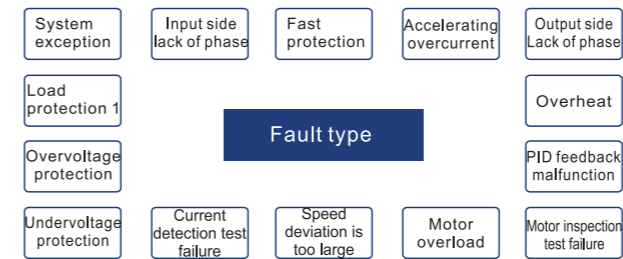 System
exception
Input side
lack of phase
Fast
protection
Accelerating
overcurrent
Output side
Lack of phase
Load
protection 1
Fault type
Overheat
Overvoltage
protection
PID feedback
malfunction
Undervoltage
protection
Current
detection test
failure
Speed
deviation is
too large
Motor
overload
Motor inspection
test failure